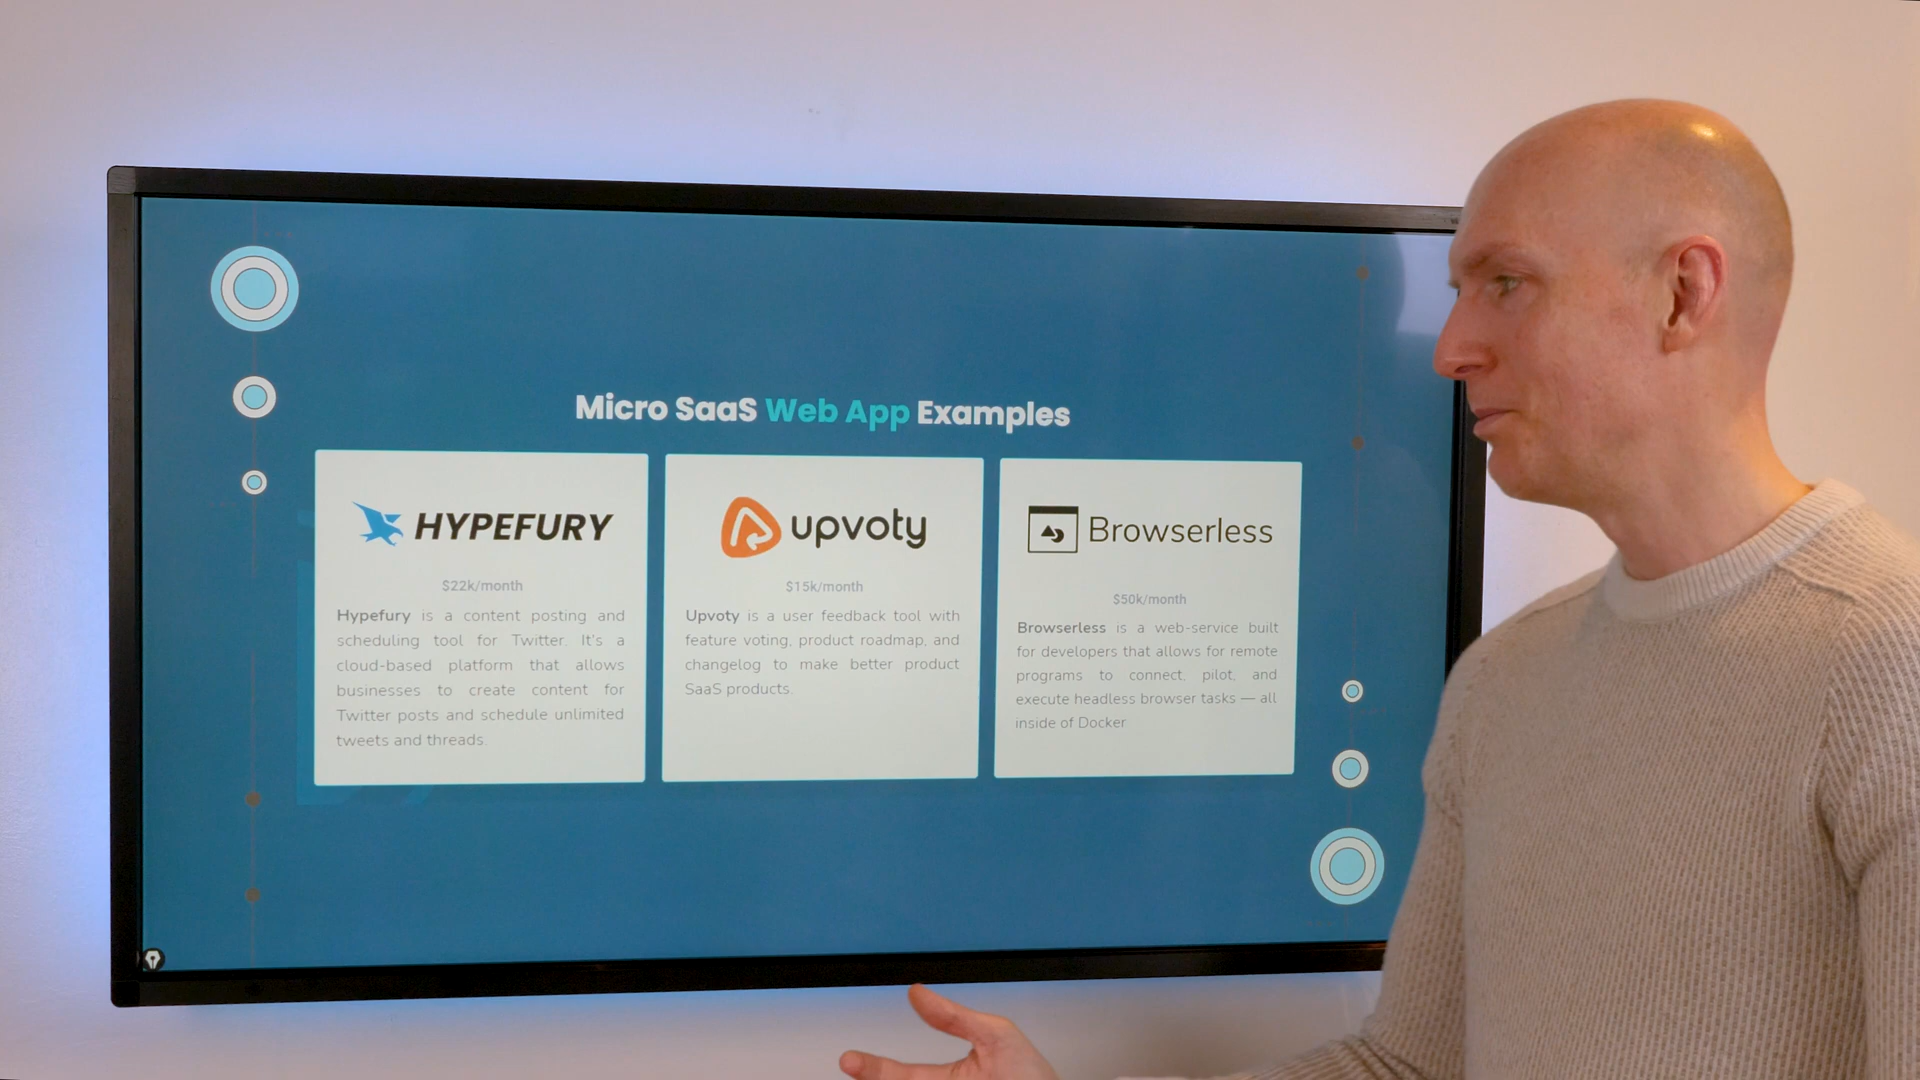 Micro SaaS Web App Examples
HYPEFURY
$22k/month
Hypefury is a content posting and
scheduling tool for Twitter. It's a
cloud-based platform that allows
businesses to create content for
Twitter posts and schedule unlimited
tweets and threads.
upvoty
$15k/month
Upvoty is a user feedback tool with
feature voting, product roadmap, and
changelog to make better product
SaaS products.
Browserless
$50k/month
Browserless is a web-service built
for developers that allows for remote
programs to connect, pilot, and
execute headless browser tasks — all
inside of Docker